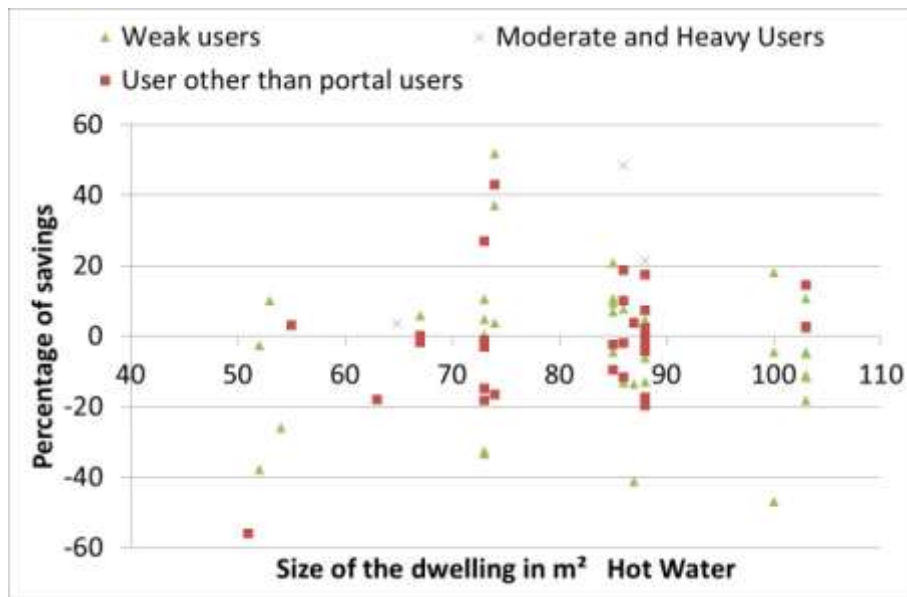 Weak users
Moderate and Heavy Users
User other than portal users
60
40
20
0
-20
-40
-60
40 50 60 70 80 90 100 110
Percentage of savings
Size of the dwelling in m² Hot Water